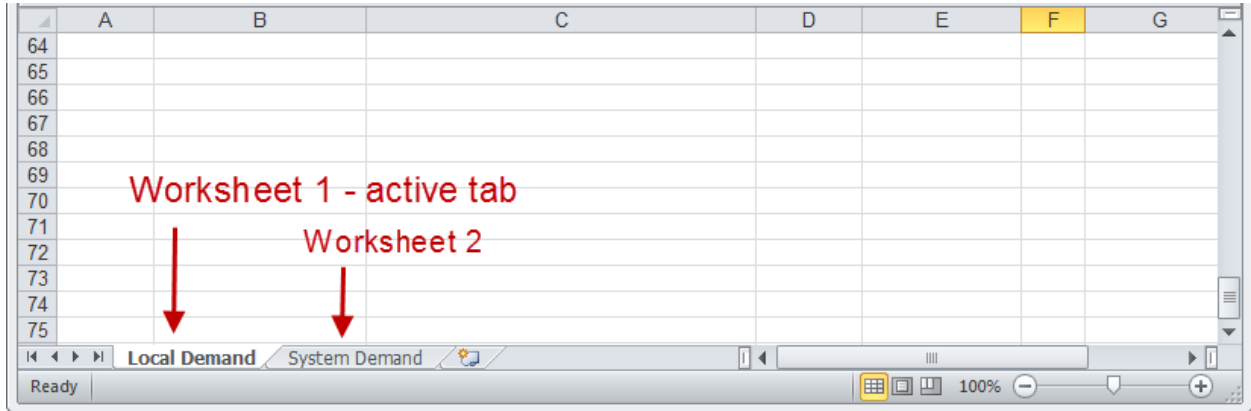 A B C D E F G
64
65
66
67
68
69
Worksheet 1 - active tab
70
71
Worksheet 2
72
73
74
75
Local Demand System Demand
Ready 100%